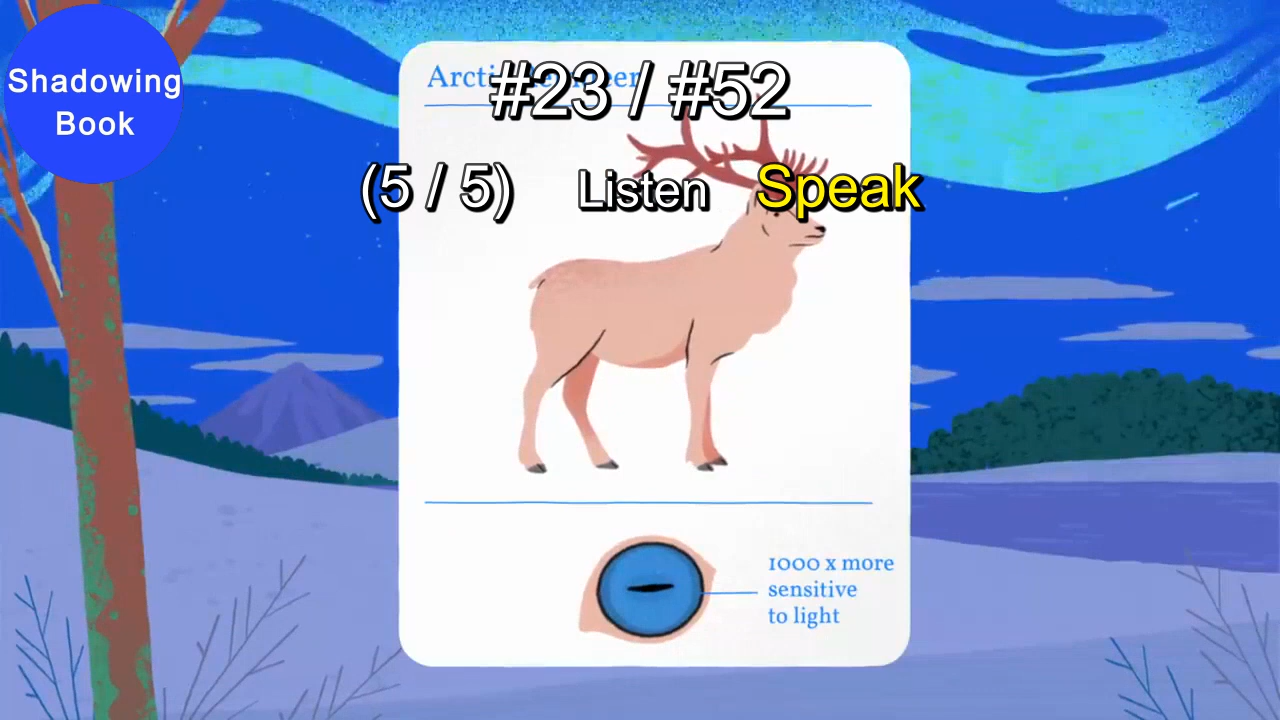 Shadowing
Book
#23 / #52
(5 / 5) Listen Speak
1000 x more
sensitive
to light